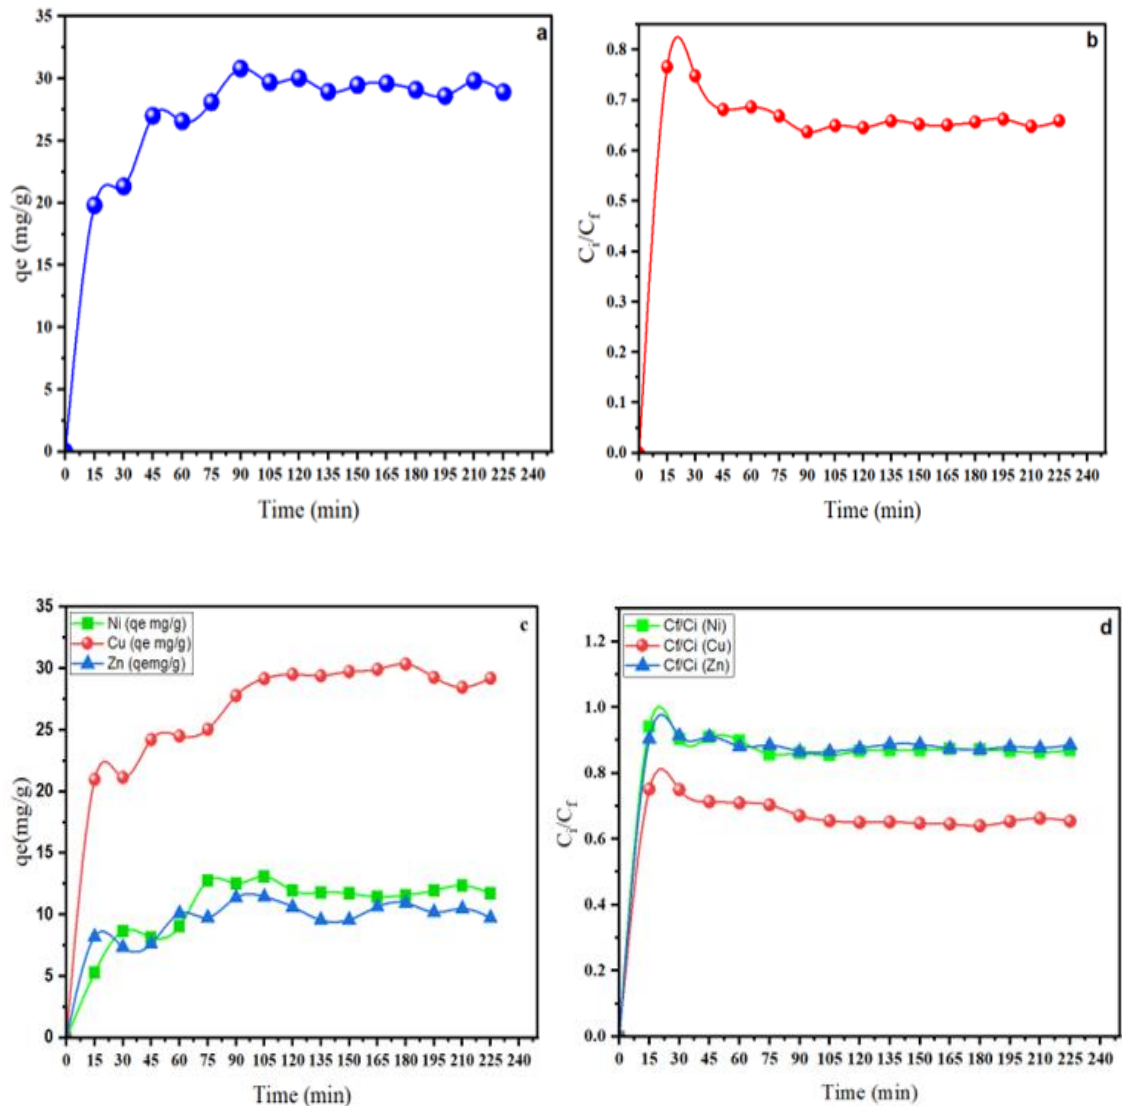 a
35
30
25
20
15
10
5
0
qe (mg/g)
0 15 30 45 60 75 90 105 120 135 150 165 180 195 210 225 240
Time (min)
b
0.8
0.7
0.6
0.5
0.4
0.3
0.2
0.1
0.0
Ci/Cf
0 15 30 45 60 75 90 105 120 135 150 165 180 195 210 225 240
Time (min)
c
Ni (qe mg/g)
Cu (qe mg/g)
Zn (qemg/g)
35
30
25
20
15
10
5
0
qe(mg/g)
0 15 30 45 60 75 90 105 120 135 150 165 180 195 210 225 240
Time (min)
d
Cf/Ci (Ni)
Cf/Ci (Cu)
Cf/Ci (Zn)
1.2
1.0
0.8
0.6
0.4
0.2
0.0
Ci/Cf
0 15 30 45 60 75 90 105 120 135 150 165 180 195 210 225 240
Time (min)